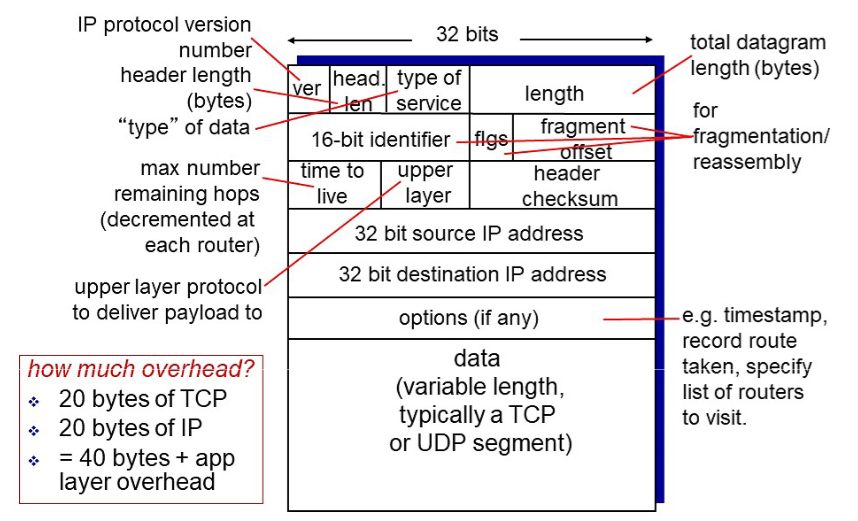 IP protocol version
number
header length
(bytes)
“type” of data
max number
remaining hops
(decremented at
each router)
upper layer protocol
to deliver payload to
32 bits
ver
head.
len
type of
service
length
16-bit identifier
flgs
fragment
offset
time to
live
upper
layer
header
checksum
32 bit source IP address
32 bit destination IP address
options (if any)
data
(variable length,
typically a TCP
or UDP segment)
total datagram
length (bytes)
for
fragmentation/
reassembly
e.g. timestamp,
record route
taken, specify
list of routers
to visit.
how much overhead?
❖ 20 bytes of TCP
❖ 20 bytes of IP
❖ = 40 bytes + app
layer overhead